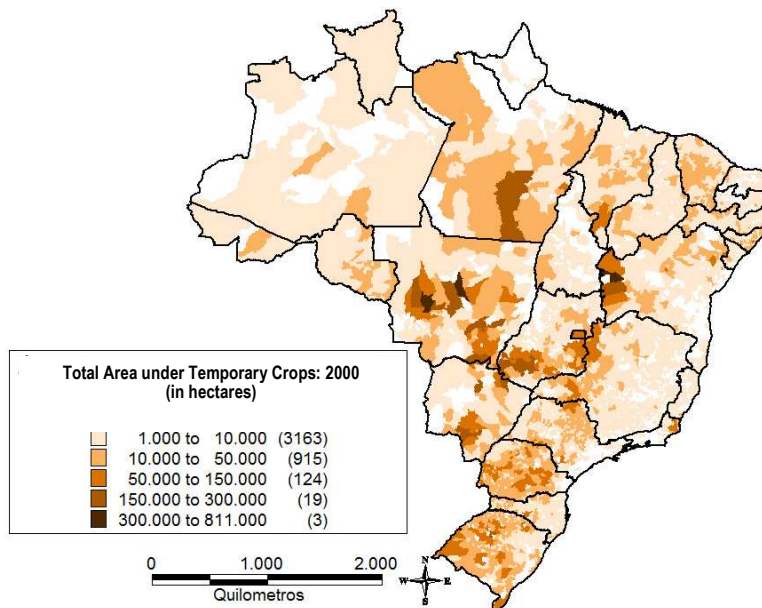 Total Area under Temporary Crops: 2000
(in hectares)
1.000 to 10.000 (3163)
10.000 to 50.000 (915)
50.000 to 150.000 (124)
150.000 to 300.000 (19)
300.000 to 811.000 (3)
0 1.000 2.000
Quilometros
N
W E
S